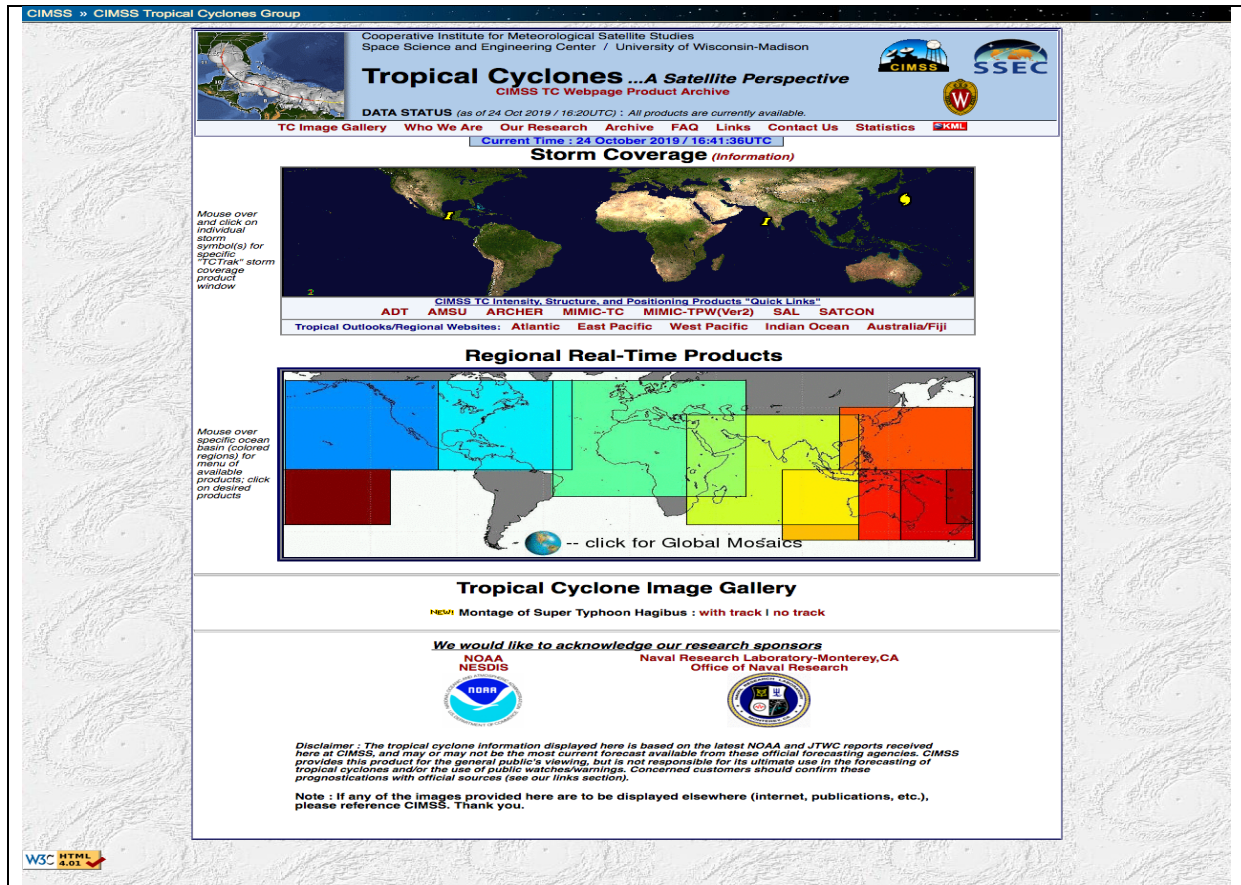 CIMSS » CIMSS Tropical Cyclones Group
Cooperative Institute for Meteorological Satellite Studies
Space Science and Engineering Center / University of Wisconsin-Madison
Tropical Cyclones ...A Satellite Perspective
CIMSS TC Webpage Product Archive
DATA STATUS (as of 24 Oct 2019 / 16:20UTC) : All products are currently available.
CIMSS
SSEC
W
TC Image Gallery Who We Are Our Research Archive FAQ Links Contact Us Statistics KML
Current Time : 24 October 2019 / 16:41:36UTC
Storm Coverage (Information)
Mouse over
and click on
individual
storm
symbol(s) for
specific
"TCTrak" storm
coverage
product
window
I
I
2
CIMSS TC Intensity, Structure, and Positioning Products "Quick Links"
ADT AMSU ARCHER MIMIC-TC MIMIC-TPW(Ver2) SAL SATCON
Tropical Outlooks/Regional Websites: Atlantic East Pacific West Pacific Indian Ocean Australia/Fiji
Regional Real-Time Products
Mouse over
specific ocean
basin (colored
regions) for
menu of
available
products; click
on desired
products
-- click for Global Mosaics
Tropical Cyclone Image Gallery
NEW! Montage of Super Typhoon Hagibus : with track | no track
We would like to acknowledge our research sponsors
NOAA
NESDIS
Naval Research Laboratory-Monterey,CA
Office of Naval Research
NOAA
Disclaimer : The tropical cyclone information displayed here is based on the latest NOAA and JTWC reports received
here at CIMSS, and may or may not be the most current forecast available from these official forecasting agencies. CIMSS
provides this product for the general public's viewing, but is not responsible for its ultimate use in the forecasting of
tropical cyclones and/or the use of public watches/warnings. Concerned customers should confirm these
prognostications with official sources (see our links section).
Note : If any of the images provided here are to be displayed elsewhere (internet, publications, etc.),
please reference CIMSS. Thank you.
W3C HTML
4.01